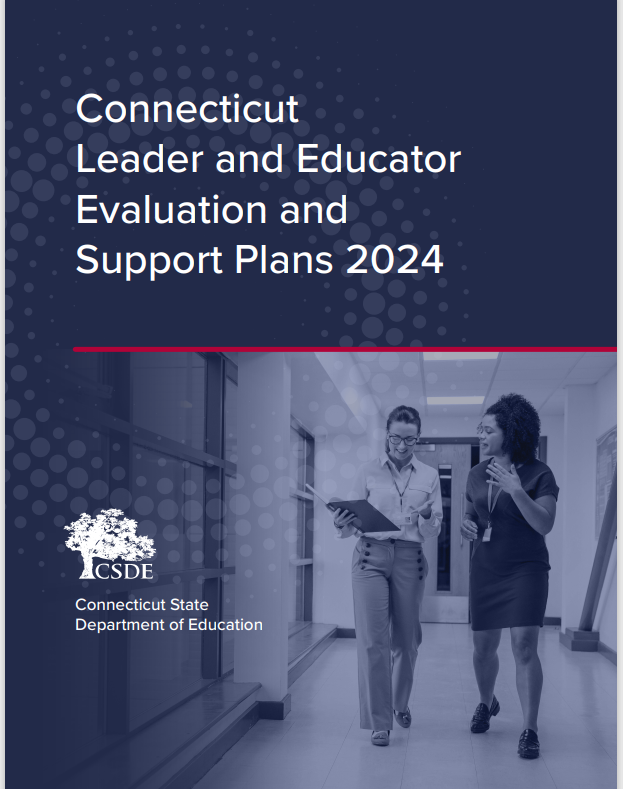 Connecticut
Leader and Educator
Evaluation and
Support Plans 2024
CSDE
Connecticut State
Department of Education